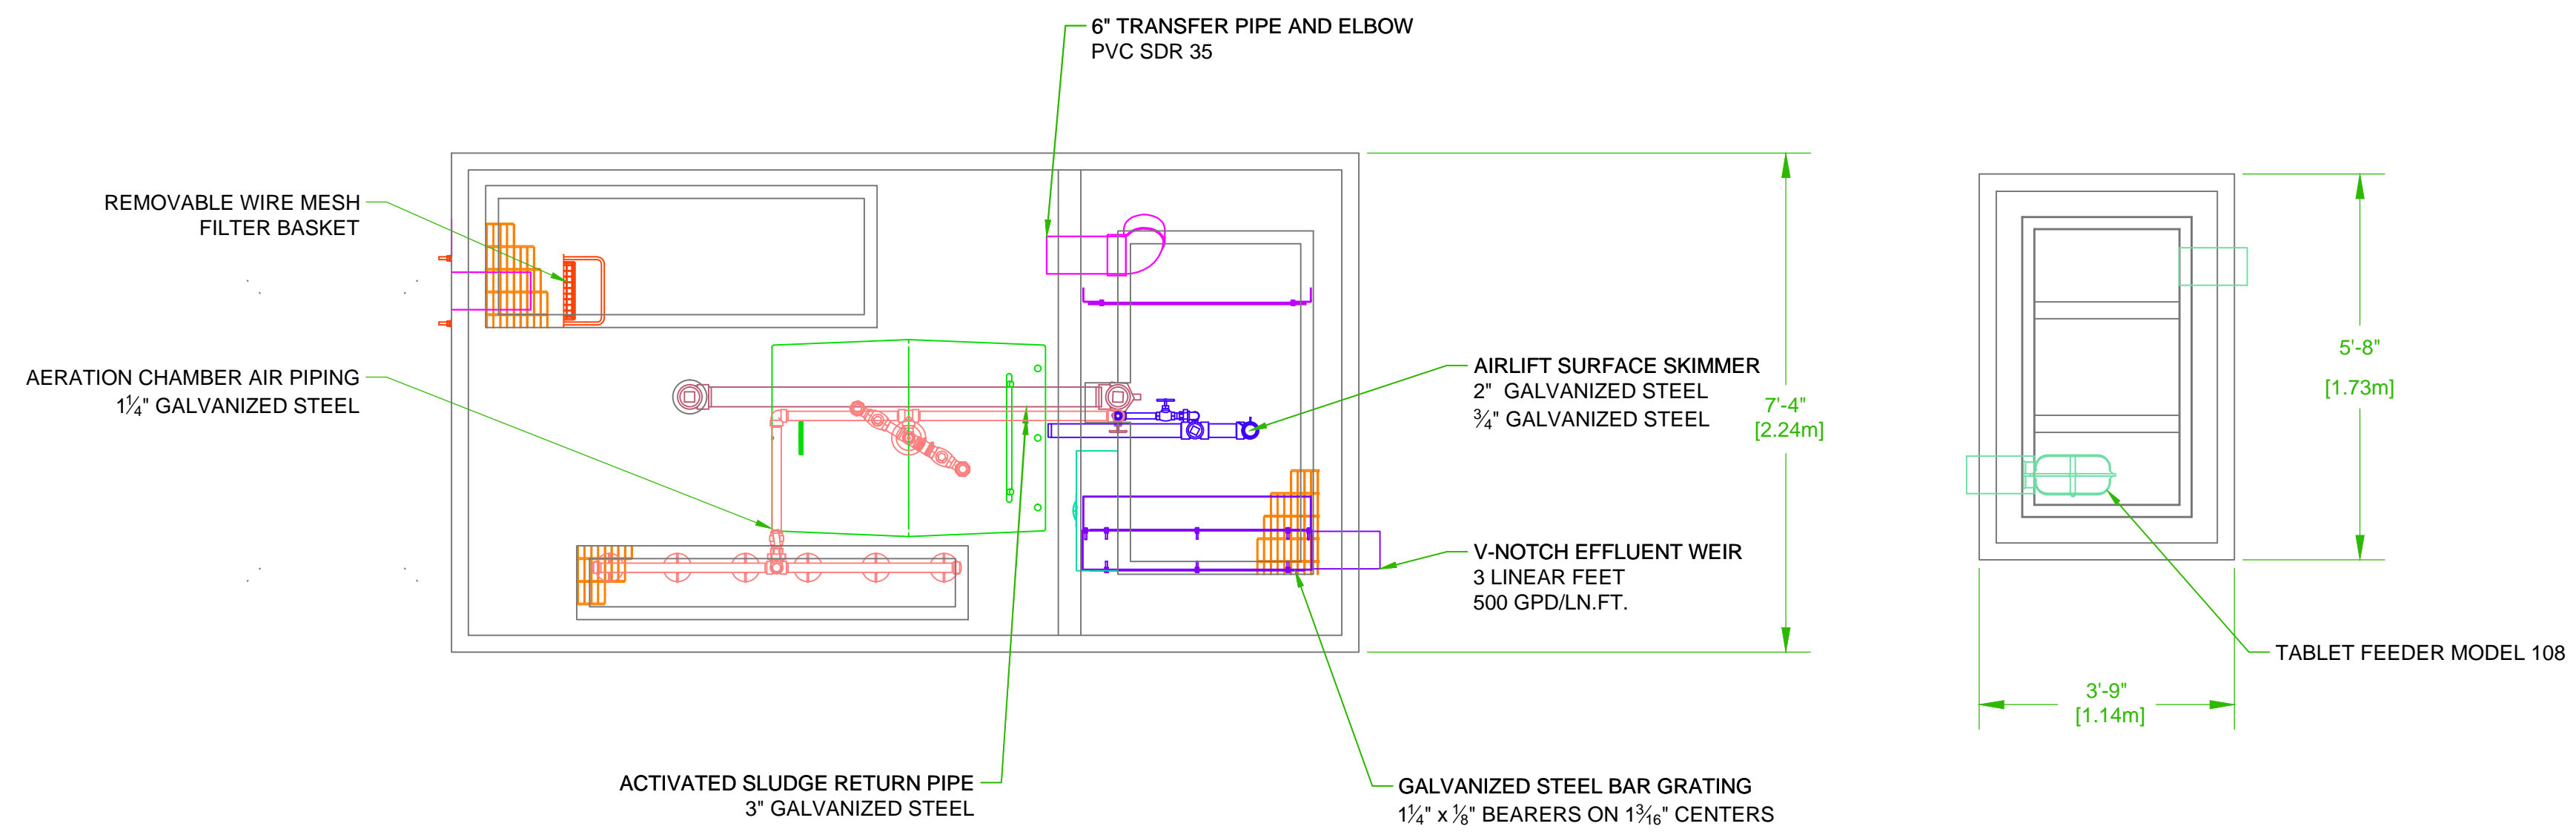 6" TRANSFER PIPE AND ELBOW
PVC SDR 35
REMOVABLE WIRE MESH
FILTER BASKET
AERATION CHAMBER AIR PIPING
1¼" GALVANIZED STEEL
AIRLIFT SURFACE SKIMMER
2" GALVANIZED STEEL
¾" GALVANIZED STEEL
7'-4"
[2.24m]
V-NOTCH EFFLUENT WEIR
3 LINEAR FEET
500 GPD/LN.FT.
ACTIVATED SLUDGE RETURN PIPE
3" GALVANIZED STEEL
GALVANIZED STEEL BAR GRATING
1¼" x ⅛" BEARERS ON 1³⁄₁₆" CENTERS
5'-8"
[1.73m]
TABLET FEEDER MODEL 108
3'-9"
[1.14m]